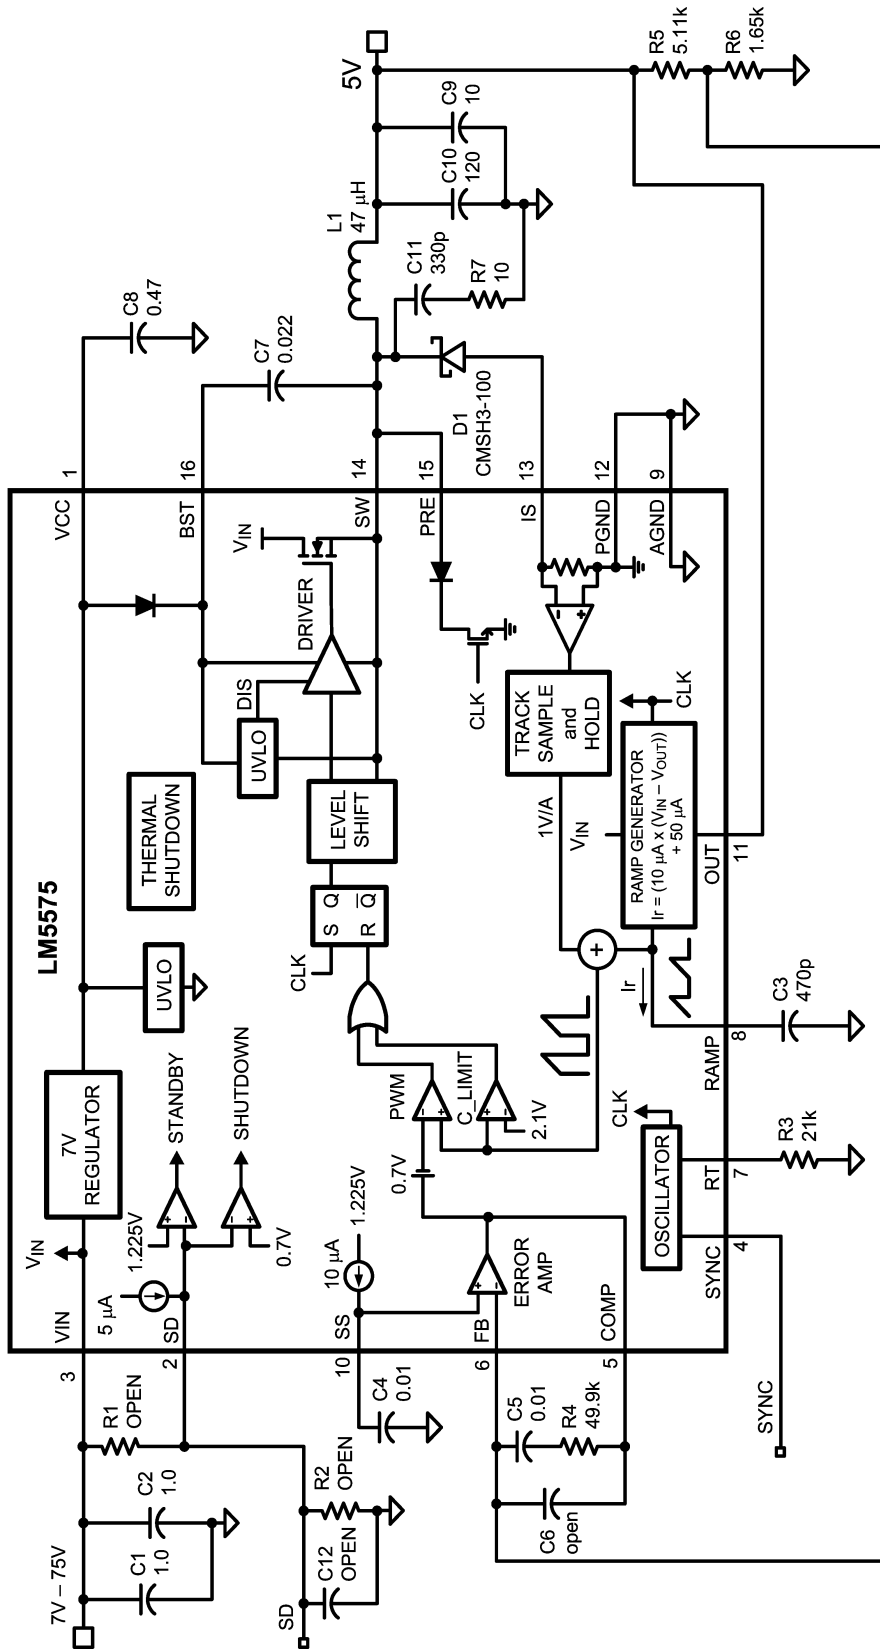 7V – 75V
C1
1.0
C2
1.0
R1
OPEN
SD
C12
OPEN
R2
OPEN
3
VIN
2
SD
5 µA
VIN
7V
REGULATOR
1.225V
STANDBY
SHUTDOWN
0.7V
LM5575
UVLO
THERMAL
SHUTDOWN
VCC
1
C8
0.47
BST
16
C7
0.022
UVLO
DIS
DRIVER
VIN
SW
14
L1
47 µH
5V
C4
0.01
10
SS
10 µA
1.225V
CLK
S Q
R Q̅
LEVEL
SHIFT
PRE
15
CLK
D1
CMSH3-100
C11
330p
R7
10
C10
120
C9
10
R5
5.11k
R6
1.65k
6
FB
ERROR
AMP
0.7V
PWM
C_LIMIT
2.1V
C5
0.01
R4
49.9k
C6
open
5
COMP
+
1V/A
TRACK
SAMPLE
and
HOLD
IS
13
PGND
12
AGND
9
VIN
RAMP GENERATOR
Ir = (10 µA x (VIN – VOUT))
+ 50 µA
CLK
Ir
OSCILLATOR
CLK
SYNC
4
SYNC
RT
7
R3
21k
RAMP
8
C3
470p
OUT
11